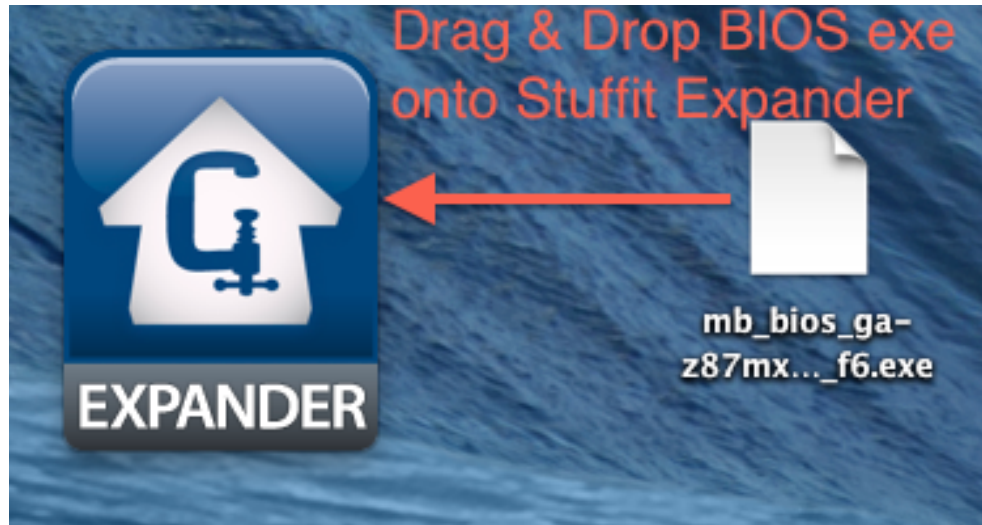 Drag & Drop BIOS exe
onto Stuffit Expander
EXPANDER
mb_bios_ga-
z87mx..._f6.exe